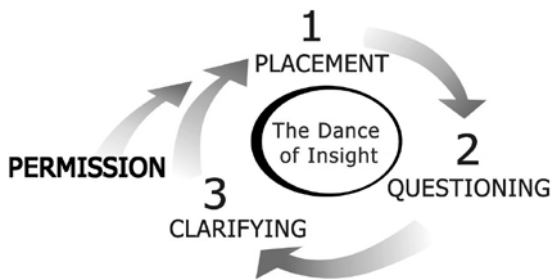 1
PLACEMENT
The Dance
of Insight
2
QUESTIONING
PERMISSION
3
CLARIFYING